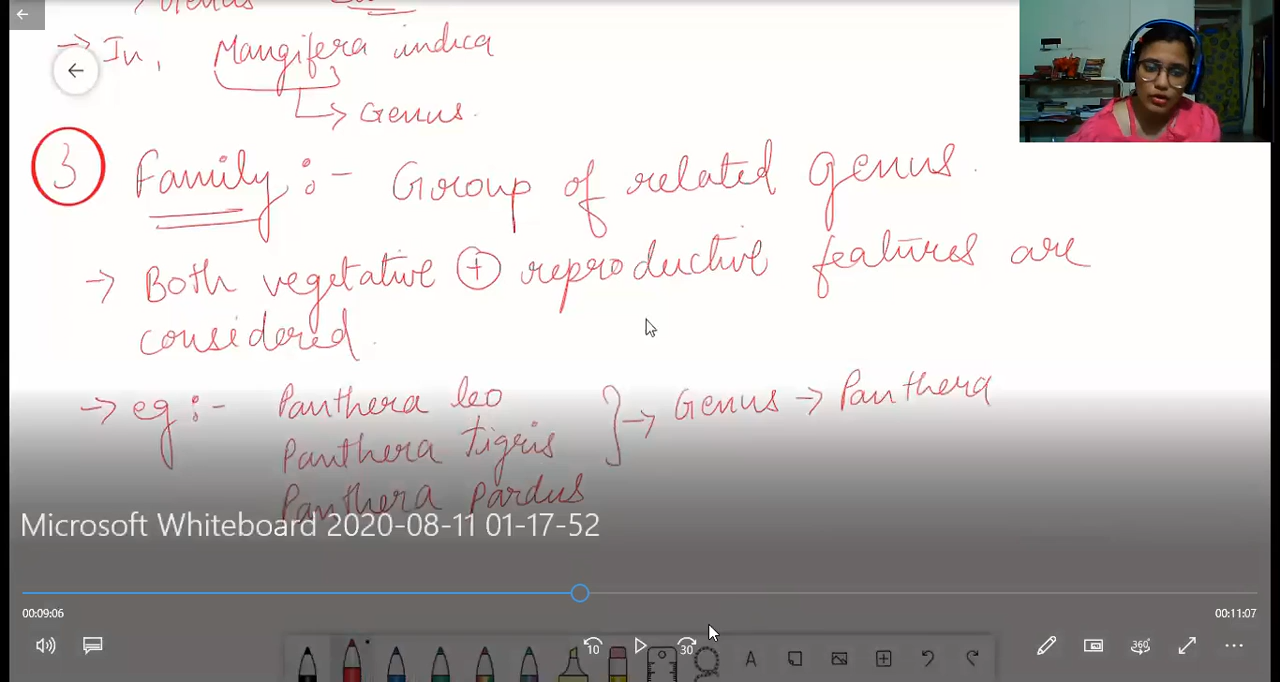 → In, Mangifera indica
→ Genus.
3 Family :- Group of related genus.
→ Both vegetative + reproductive features are
considered.
→ eg :- Panthera leo
Panthera tigris } → Genus → Panthera
Panthera pardus
Microsoft Whiteboard 2020-08-11 01-17-52
00:09:06
00:11:07
10
30
360°
A